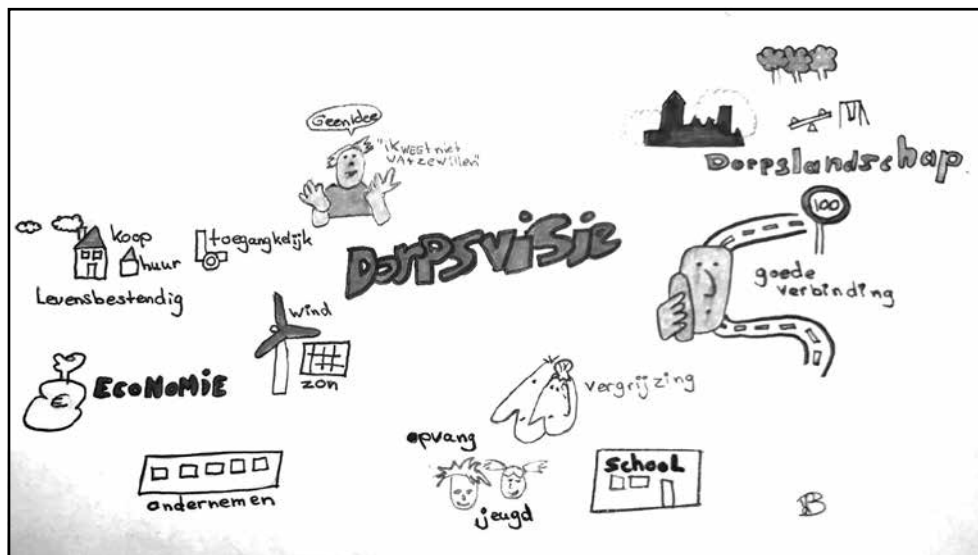 Geen idee
"ik WEET niet
WAT ze willen"
Dorpslandschap.
100
koop
huur
toegangkelijk
Levensbestendig
Dorpsvisie
goede
verbinding
wind
zon
€
ECONOMIE
vergrijzing
opvang
jeugd
SCHOOL
ondernemen
B